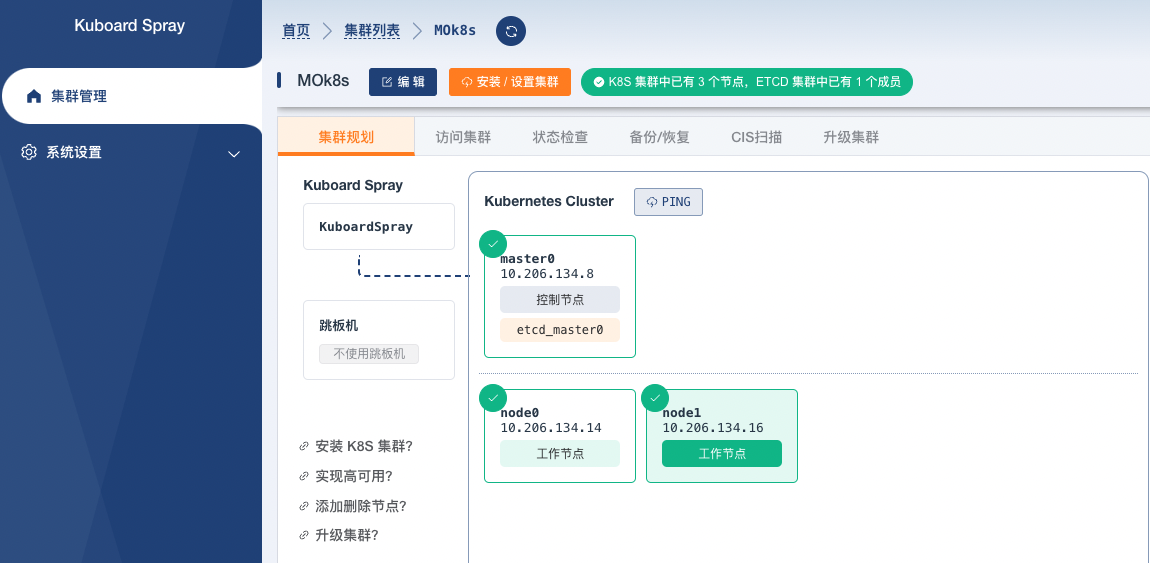 Kuboard Spray
集群管理
系统设置
首页
集群列表
MOk8s
MOk8s
编 辑
安装 / 设置集群
K8S 集群中已有 3 个节点，ETCD 集群中已有 1 个成员
集群规划
访问集群
状态检查
备份/恢复
CIS扫描
升级集群
Kuboard Spray
KuboardSpray
跳板机
不使用跳板机
安装 K8S 集群?
实现高可用?
添加删除节点?
升级集群?
Kubernetes Cluster
PING
master0
10.206.134.8
控制节点
etcd_master0
node0
10.206.134.14
工作节点
node1
10.206.134.16
工作节点